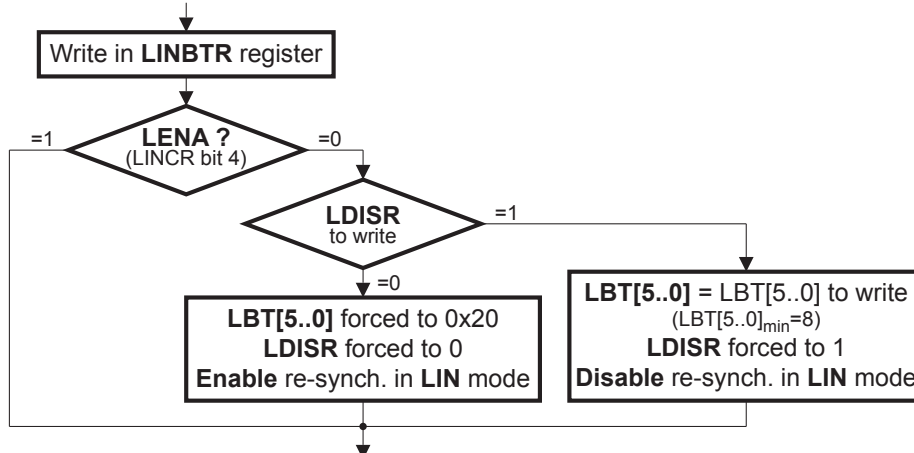 Write in LINBTR register
LENA ?
(LINCR bit 4)
=1
=0
LDISR
to write
=1
=0
LBT[5..0] forced to 0x20
LDISR forced to 0
Enable re-synch. in LIN mode
LBT[5..0] = LBT[5..0] to write
(LBT[5..0]min=8)
LDISR forced to 1
Disable re-synch. in LIN mode